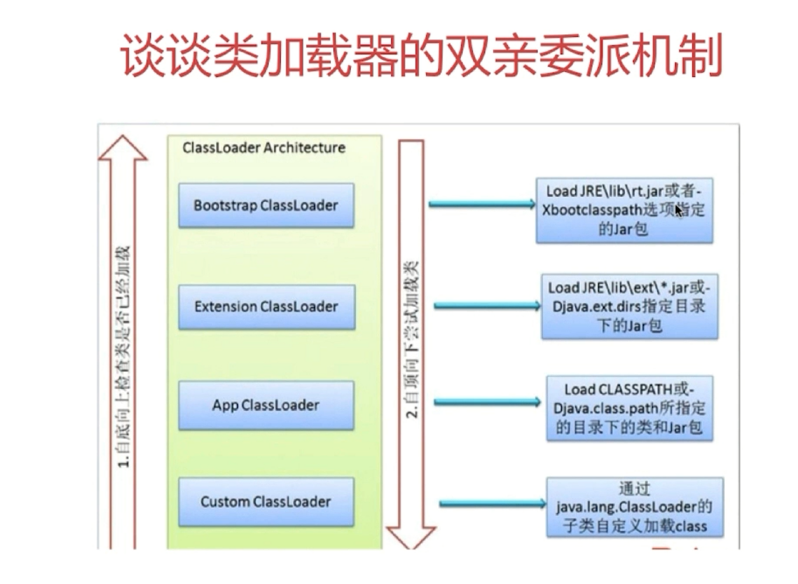 谈谈类加载器的双亲委派机制
ClassLoader Architecture
1.自底向上检查类是否已经加载
Bootstrap ClassLoader
Extension ClassLoader
App ClassLoader
Custom ClassLoader
2.自顶向下尝试加载类
Load JRE\lib\rt.jar或者-
Xbootclasspath选项指定
的Jar包
Load JRE\lib\ext\*.jar或-
Djava.ext.dirs指定目录
下的Jar包
Load CLASSPATH或-
Djava.class.path所指定
的目录下的类和Jar包
通过
java.lang.ClassLoader的
子类自定义加载class